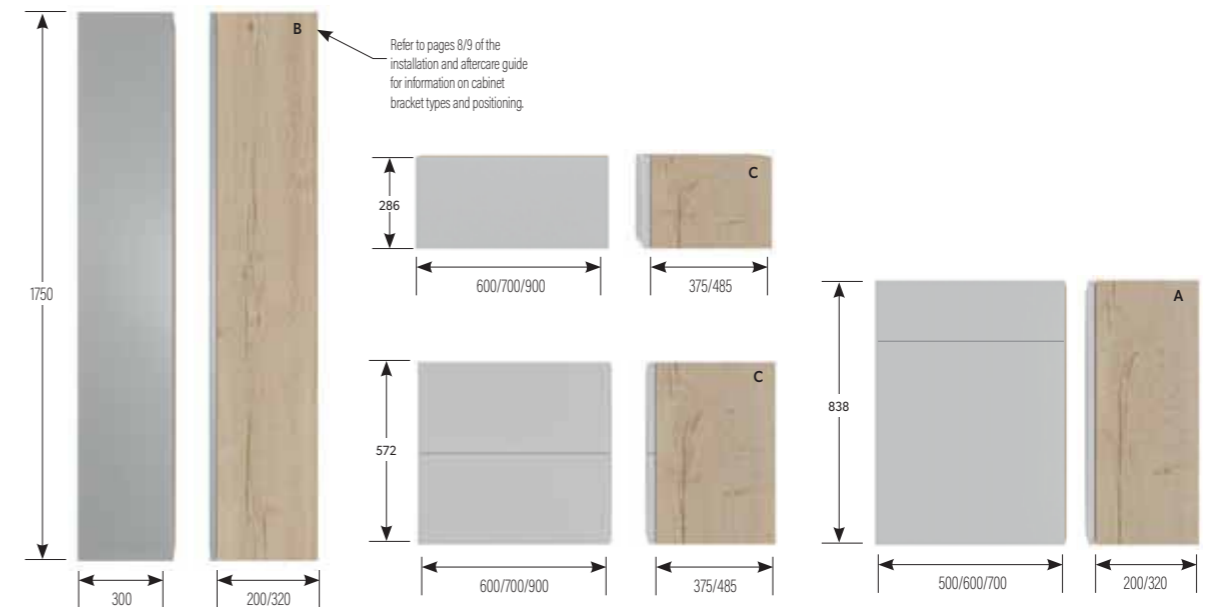 B
Refer to pages 8/9 of the
installation and aftercare guide
for information on cabinet
bracket types and positioning.
1750
300
200/320
286
C
600/700/900
375/485
572
C
600/700/900
375/485
838
A
500/600/700
200/320